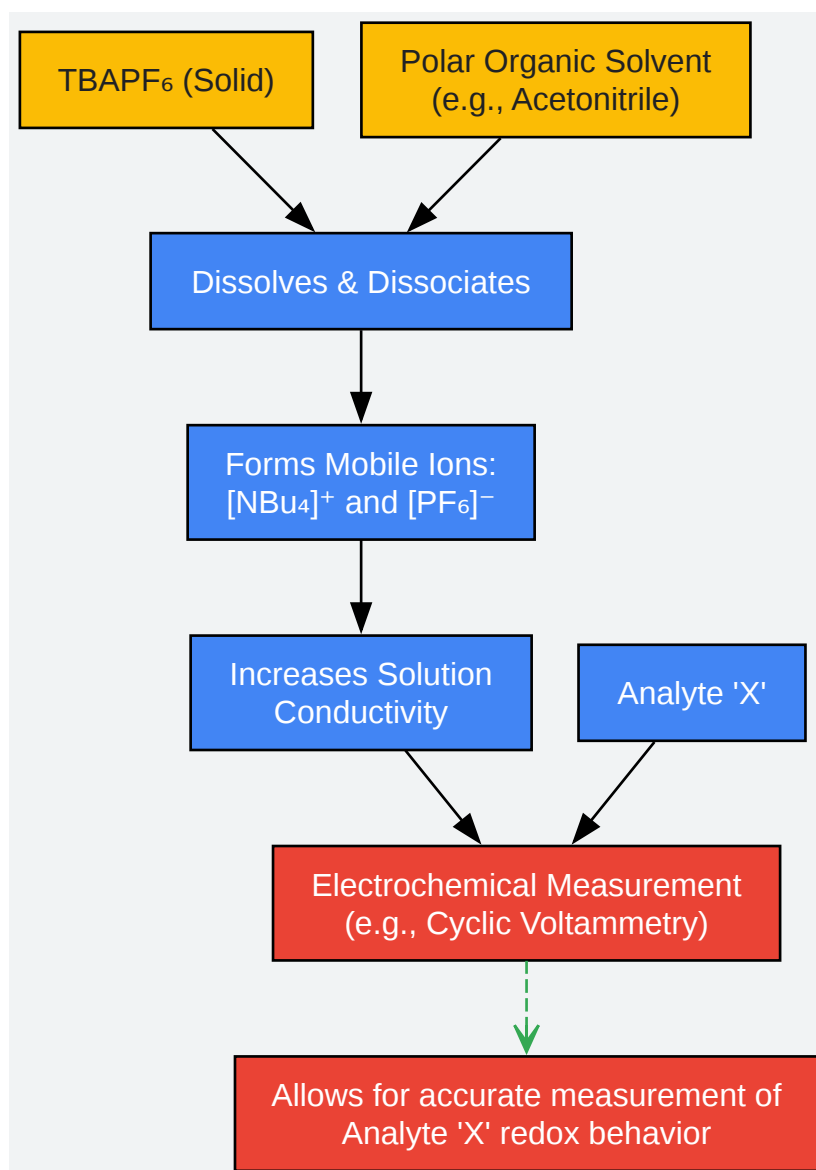 TBAPF₆ (Solid)
Polar Organic Solvent
(e.g., Acetonitrile)
Dissolves & Dissociates
Forms Mobile Ions:
[NBu₄]⁺ and [PF₆]⁻
Increases Solution
Conductivity
Analyte 'X'
Electrochemical Measurement
(e.g., Cyclic Voltammetry)
Allows for accurate measurement of
Analyte 'X' redox behavior